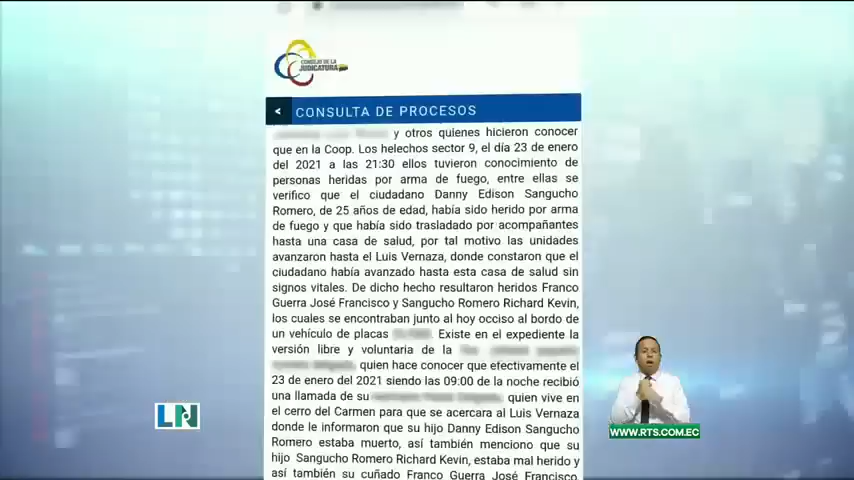 CONSEJO DE LA
JUDICATURA
< CONSULTA DE PROCESOS
y otros quienes hicieron conocer
que en la Coop. Los helechos sector 9, el día 23 de enero
del 2021 a las 21:30 ellos tuvieron conocimiento de
personas heridas por arma de fuego, entre ellas se
verifico que el ciudadano Danny Edison Sangucho
Romero, de 25 años de edad, había sido herido por arma
de fuego y que había sido trasladado por acompañantes
hasta una casa de salud, por tal motivo las unidades
avanzaron hasta el Luis Vernaza, donde constaron que el
ciudadano había avanzado hasta esta casa de salud sin
signos vitales. De dicho hecho resultaron heridos Franco
Guerra José Francisco y Sangucho Romero Richard Kevin,
los cuales se encontraban junto al hoy occiso al bordo de
un vehículo de placas Existe en el expediente la
versión libre y voluntaria de la
quien hace conocer que efectivamente el
23 de enero del 2021 siendo las 09:00 de la noche recibió
una llamada de su quien vive en
el cerro del Carmen para que se acercara al Luis Vernaza
donde le informaron que su hijo Danny Edison Sangucho
Romero estaba muerto, así también menciono que su
hijo Sangucho Romero Richard Kevin, estaba mal herido y
así también su cuñado Franco Guerra José Francisco,
LN
WWW.RTS.COM.EC